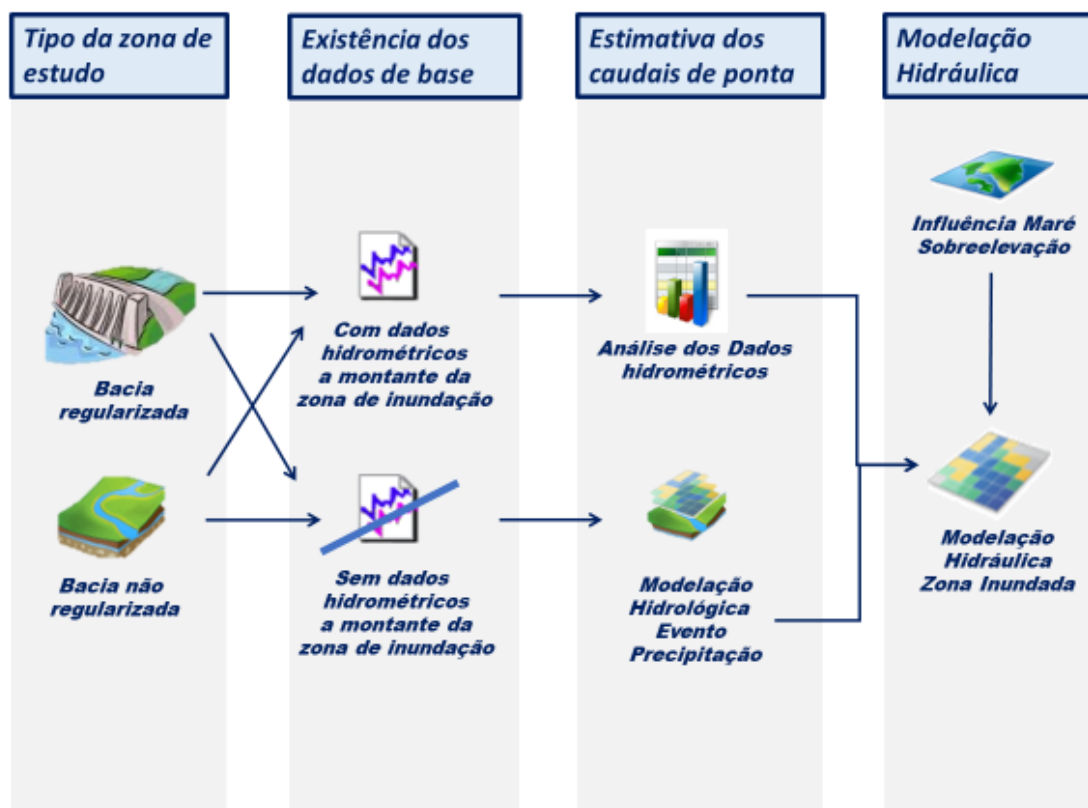 Tipo da zona de
estudo
Existência dos
dados de base
Estimativa dos
caudais de ponta
Modelação
Hidráulica
Bacia
regularizada
Bacia não
regularizada
Com dados
hidrométricos
a montante da
zona de inundação
Sem dados
hidrométricos
a montante da
zona de inundação
Análise dos Dados
hidrométricos
Modelação
Hidrológica
Evento
Precipitação
Influência Maré
Sobreelevação
Modelação
Hidráulica
Zona Inundada